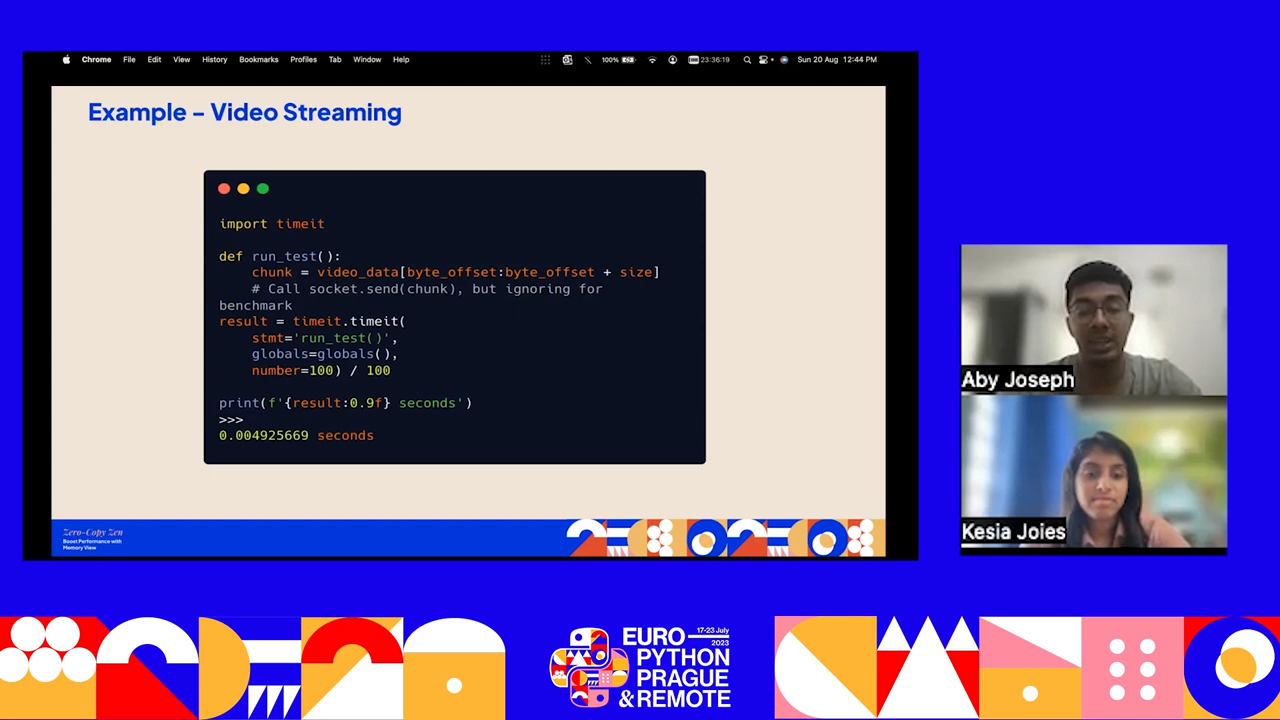 Chrome File Edit View History Bookmarks Profiles Tab Window Help 100% 23:36:19 Sun 20 Aug 12:44 PM
Example – Video Streaming
import timeit
def run_test():
chunk = video_data[byte_offset:byte_offset + size]
# Call socket.send(chunk), but ignoring for
benchmark
result = timeit.timeit(
stmt='run_test()',
globals=globals(),
number=100) / 100
print(f'{result:0.9f} seconds')
>>>
0.004925669 seconds
Zero-Copy Zen
Boost Performance with
Memory View
Aby Joseph
Kesia Joies
EURO 17-23 July
2023
PYTHON
PRAGUE
& REMOTE